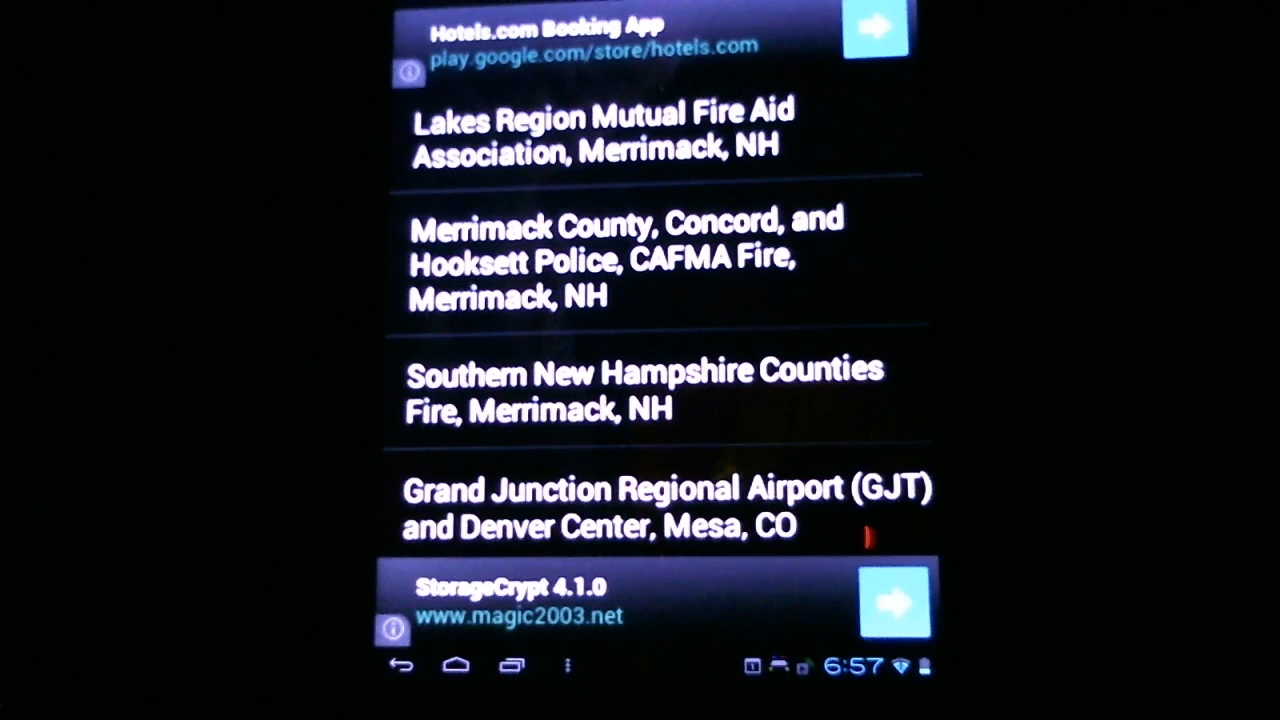 Hotels.com Booking App
play.google.com/store/hotels.com
Lakes Region Mutual Fire Aid
Association, Merrimack, NH
Merrimack County, Concord, and
Hooksett Police, CAFMA Fire,
Merrimack, NH
Southern New Hampshire Counties
Fire, Merrimack, NH
Grand Junction Regional Airport (GJT)
and Denver Center, Mesa, CO
StorageCrypt 4.1.0
www.magic2003.net
6:57